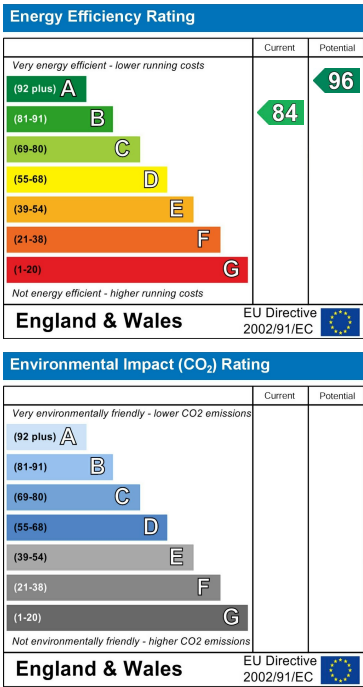 Energy Efficiency Rating
Current Potential
Very energy efficient - lower running costs
(92 plus) A
(81-91) B
(69-80) C
(55-68) D
(39-54) E
(21-38) F
(1-20) G
84
96
Not energy efficient - higher running costs
England & Wales
EU Directive
2002/91/EC
Environmental Impact (CO₂) Rating
Current Potential
Very environmentally friendly - lower CO2 emissions
(92 plus) A
(81-91) B
(69-80) C
(55-68) D
(39-54) E
(21-38) F
(1-20) G
Not environmentally friendly - higher CO2 emissions
England & Wales
EU Directive
2002/91/EC